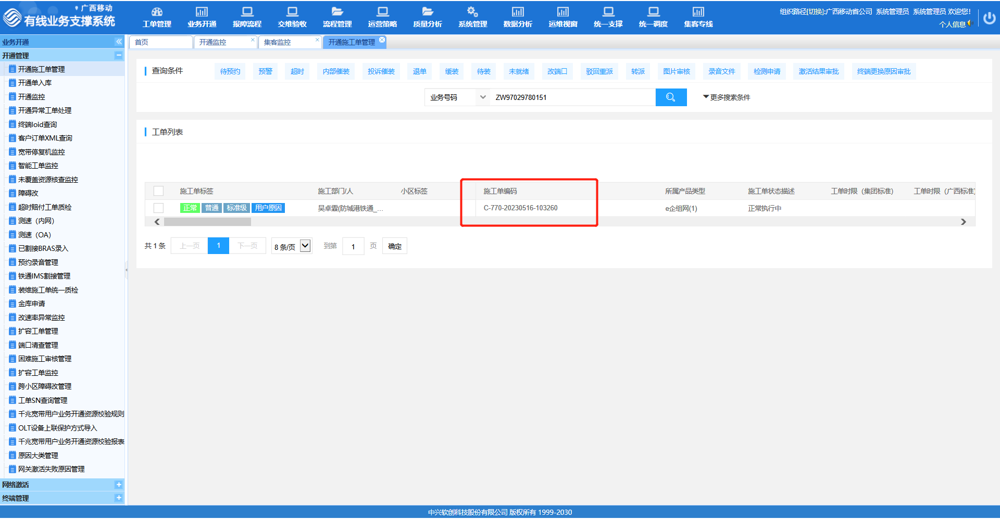 广西移动
有线业务支撑系统
工单管理 业务开通 报障流程 交维验收 流程管理 运营策略 质量分析 系统管理 数据分析 运维视窗 统一支撑 统一调度 集客专线
组织路径[切换]:广西移动省公司 系统管理员 系统管理员 欢迎您!
个人信息
业务开通
首页 开通监控 集客监控 开通施工单管理
开通管理
开通施工单管理
开通单入库
开通监控
开通异常工单处理
终端loid查询
客户订单XML查询
宽带停复机监控
智能工单监控
未覆盖资源核查监控
障碍改
超时赔付工单质检
测速（内网）
测速（OA）
已割接BRAS录入
预约录音管理
铁通IMS割接管理
装维施工单统一质检
金库申请
改速率异常监控
扩容工单管理
端口清查管理
困难施工审核管理
扩容工单监控
跨小区障碍改管理
工单SN查询管理
千兆宽带用户业务开通资源校验规则
OLT设备上联保护方式导入
千兆宽带用户业务开通资源校验报表
原因大类管理
网关激活失败原因管理
网络激活
终端管理
查询条件 待预约 预警 超时 内部催装 投诉催装 退单 缓装 待装 未就绪 改端口 驳回重派 转派 图片审核 录音文件 检测申请 激活结果审批 终端更换原因审批
业务号码 ZW97029780151 更多搜索条件
工单列表
施工单标签 施工部门/人 小区标签 施工单编码 所属产品类型 施工单状态描述 工单时限（集团标准） 工单时限（广西标准）
正常 普通 标准级 用户原因 吴卓霖(防城港铁通_... C-770-20230516-103260 e企组网(1) 正常执行中
共 1 条 上一页 1 下一页 8 条/页 到第 1 页 确定
中兴软创科技股份有限公司 版权所有 1999-2030